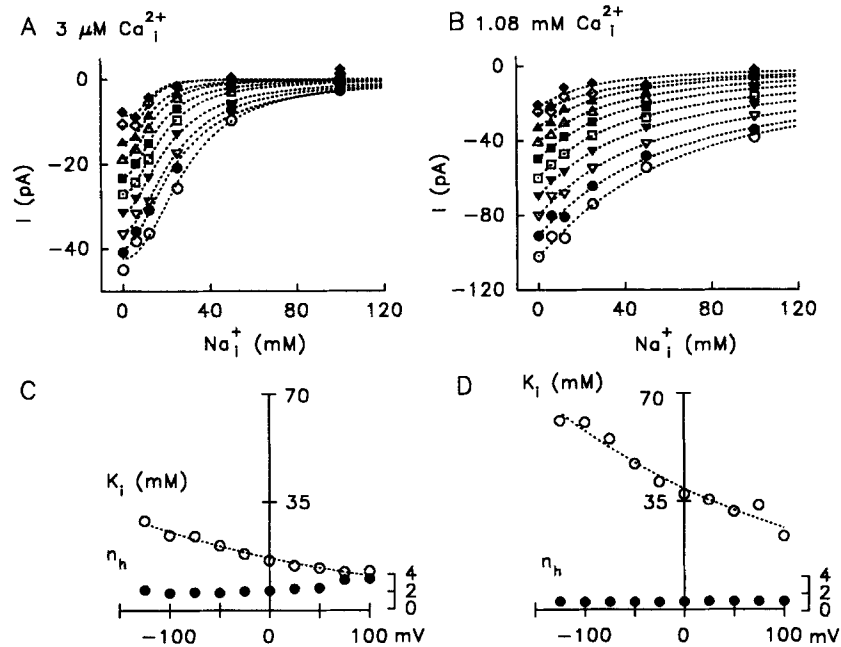 A 3 μM Ca²⁺ᵢ
B 1.08 mM Ca²⁺ᵢ
0
−20
−40
I (pA)
0 40 80 120
Na⁺ᵢ (mM)
0
−40
−80
−120
I (pA)
0 40 80 120
Na⁺ᵢ (mM)
C
70
35
Kᵢ (mM)
nₕ
4
2
0
−100 0 100 mV
D
Kᵢ (mM)
70
35
nₕ
4
2
0
−100 0 100 mV